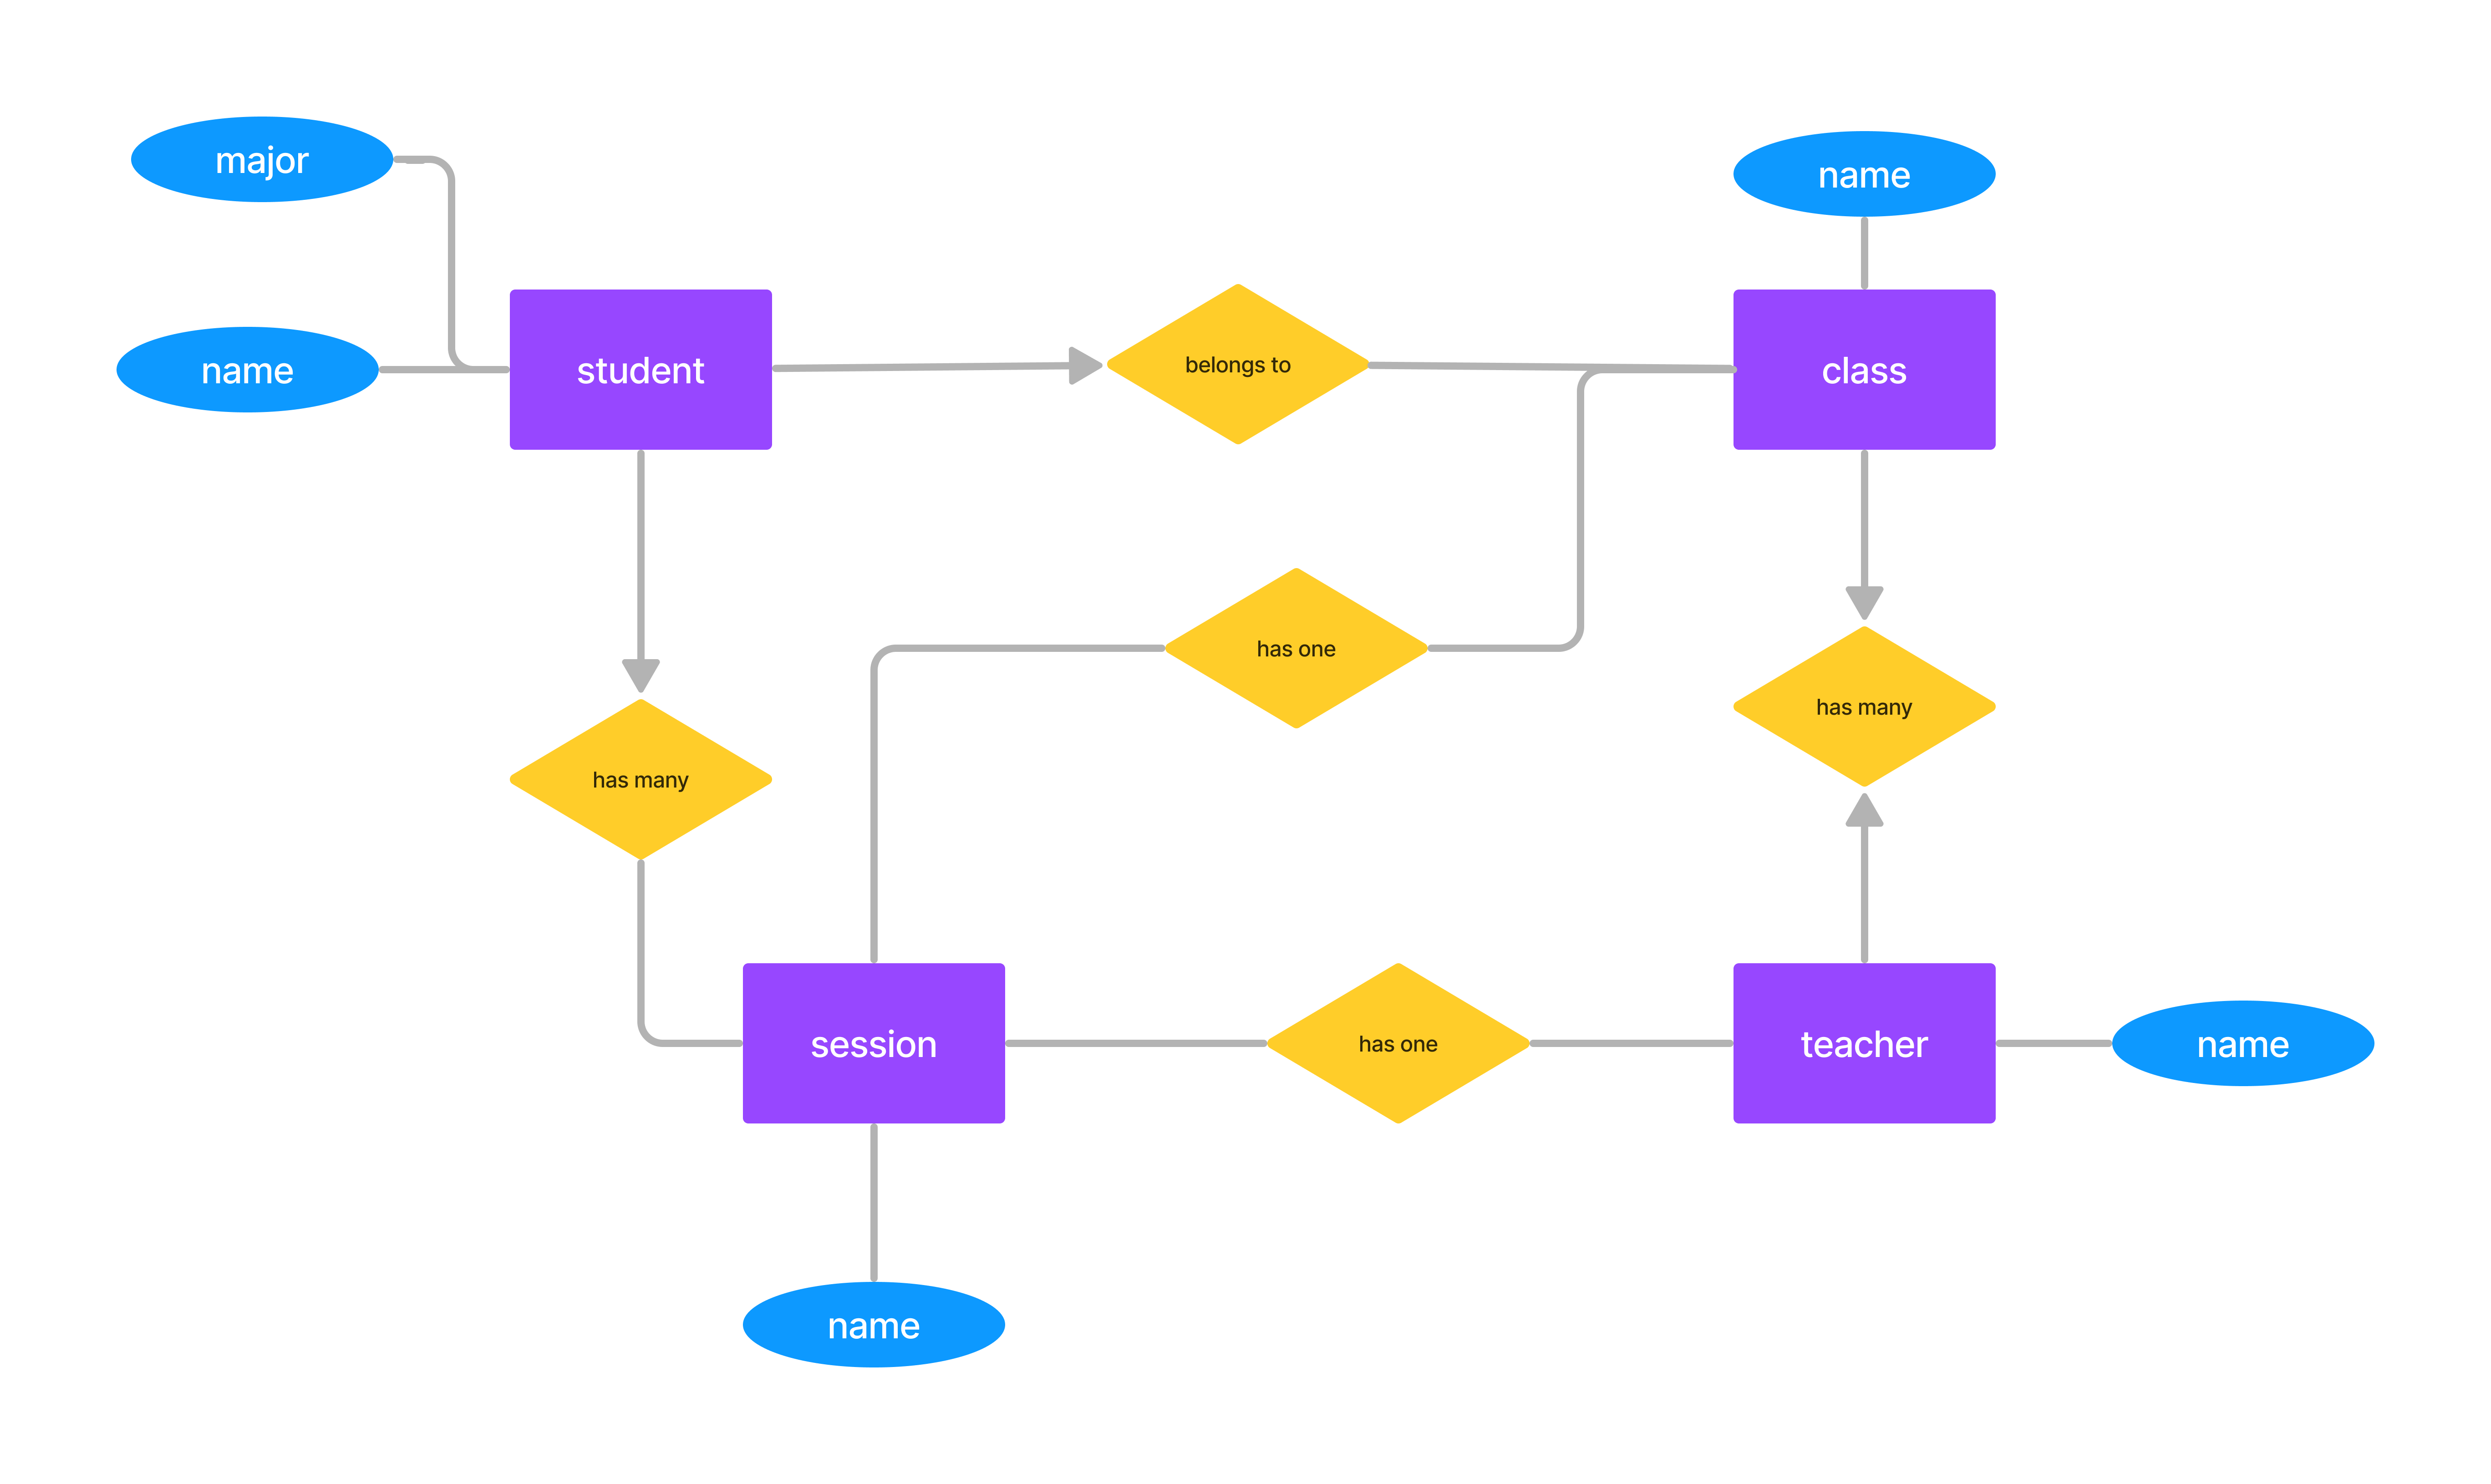 major
name
name
student
belongs to
class
has one
has many
has many
session
has one
teacher
name
name